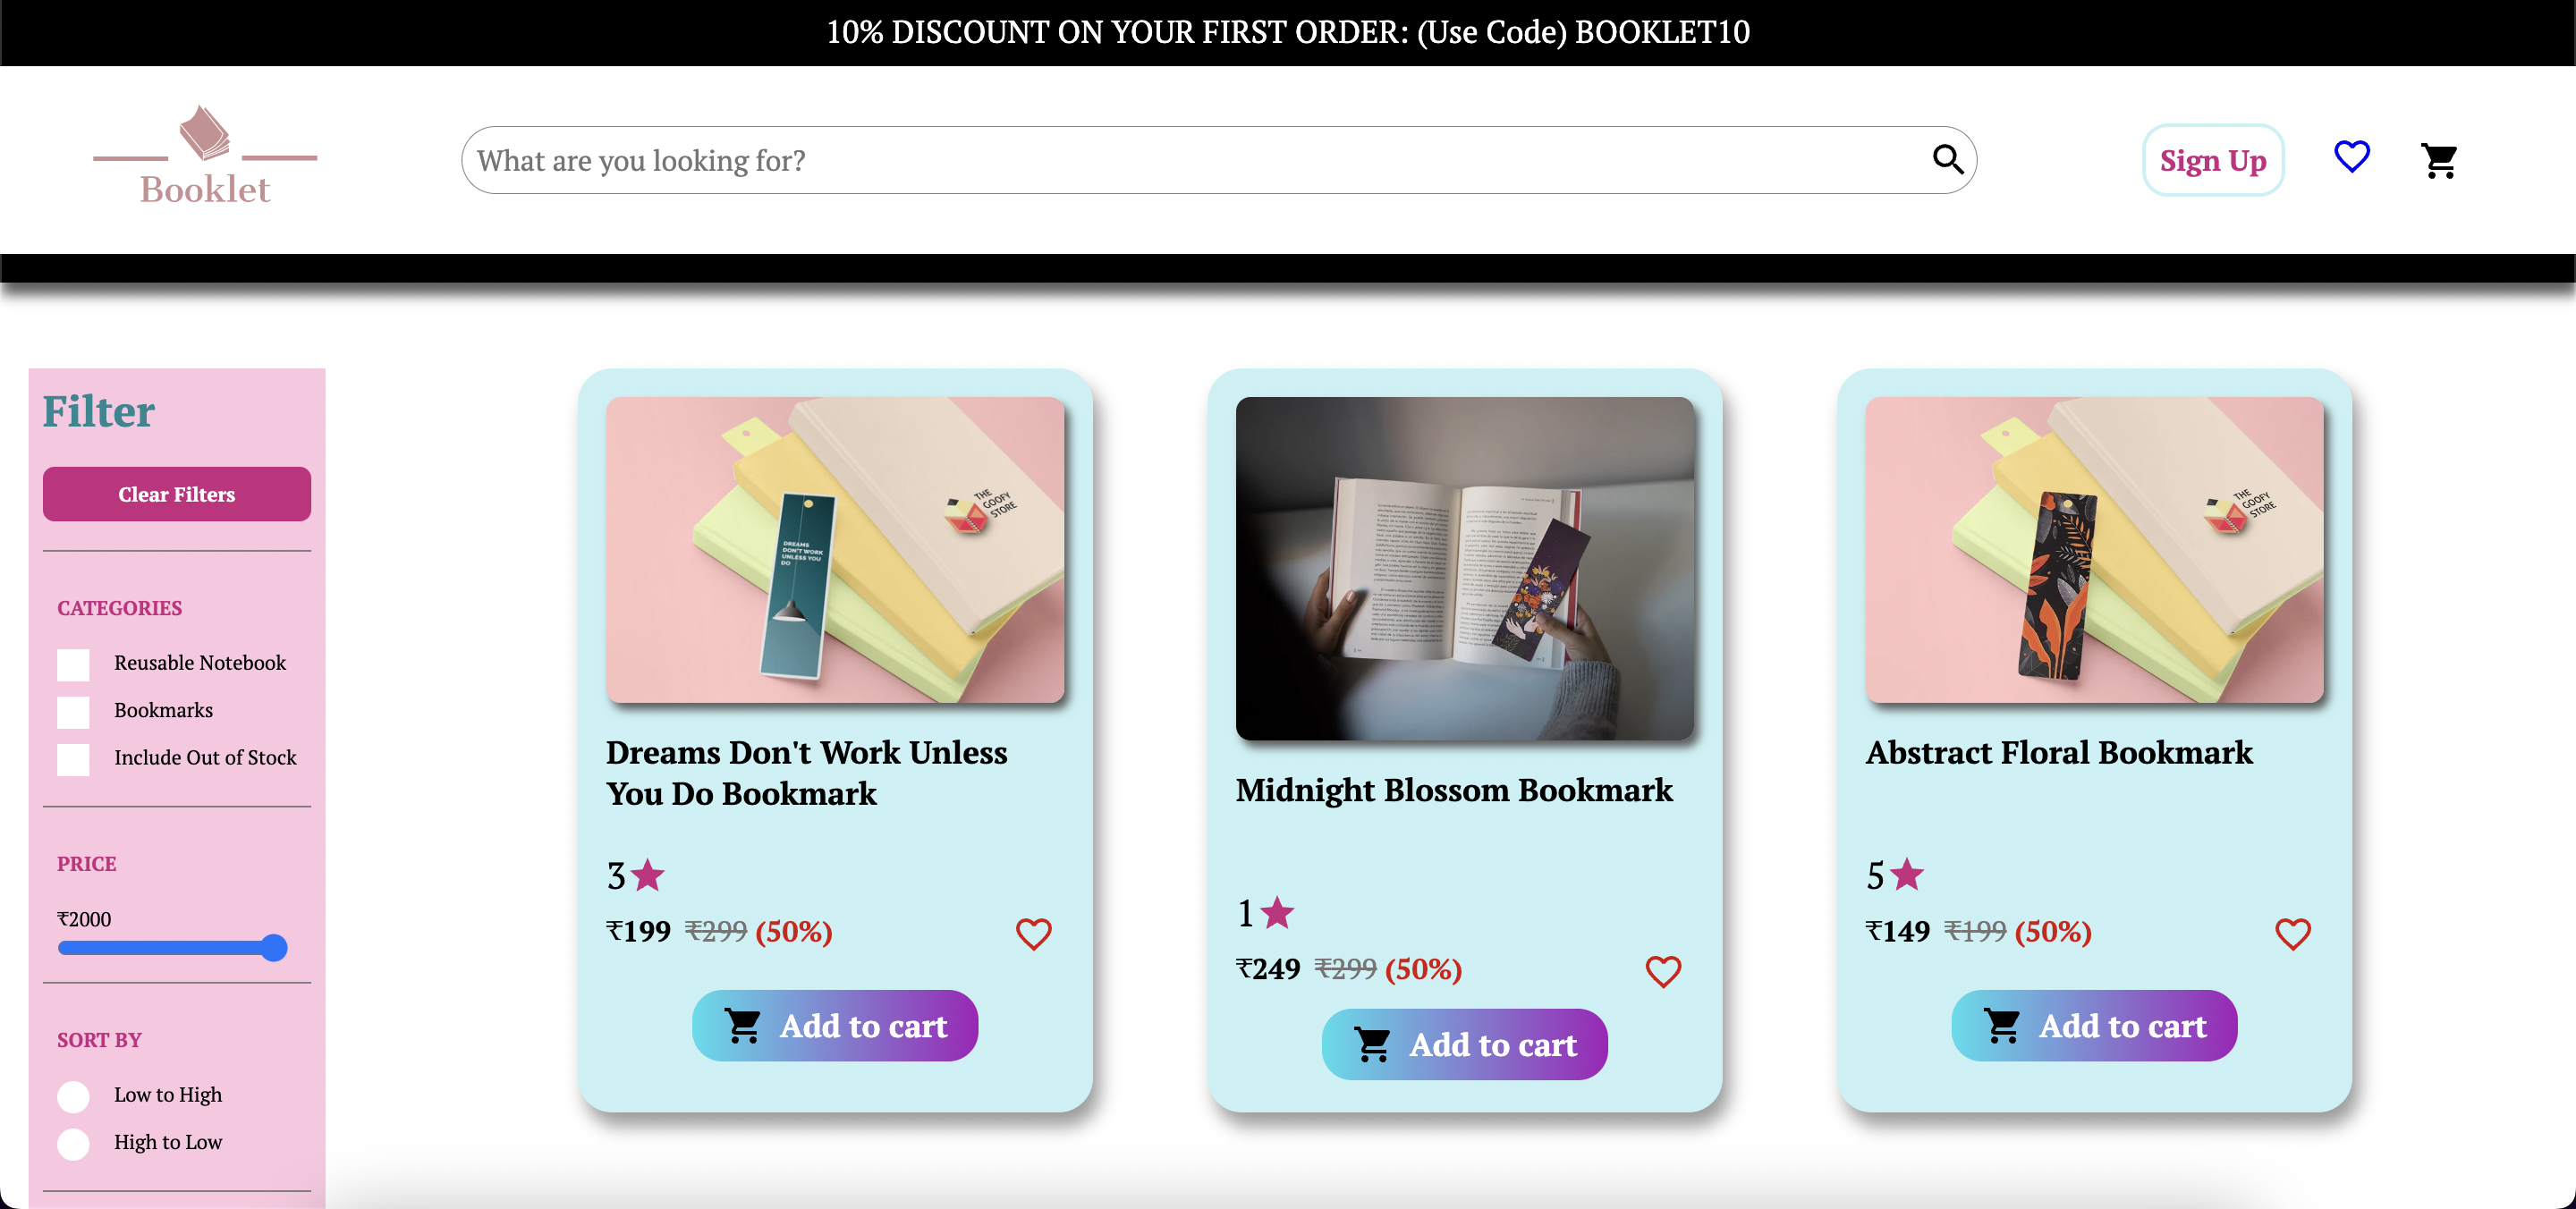 10% DISCOUNT ON YOUR FIRST ORDER: (Use Code) BOOKLET10
Booklet
What are you looking for?
Sign Up
Filter
Clear Filters
CATEGORIES
Reusable Notebook
Bookmarks
Include Out of Stock
PRICE
₹2000
SORT BY
Low to High
High to Low
THE
GOOFY
STORE
DREAMS
DON'T WORK
UNLESS YOU
DO
Dreams Don't Work Unless
You Do Bookmark
3
₹199 ₹299 (50%)
Add to cart
Midnight Blossom Bookmark
1
₹249 ₹299 (50%)
Add to cart
THE
GOOFY
STORE
Abstract Floral Bookmark
5
₹149 ₹199 (50%)
Add to cart